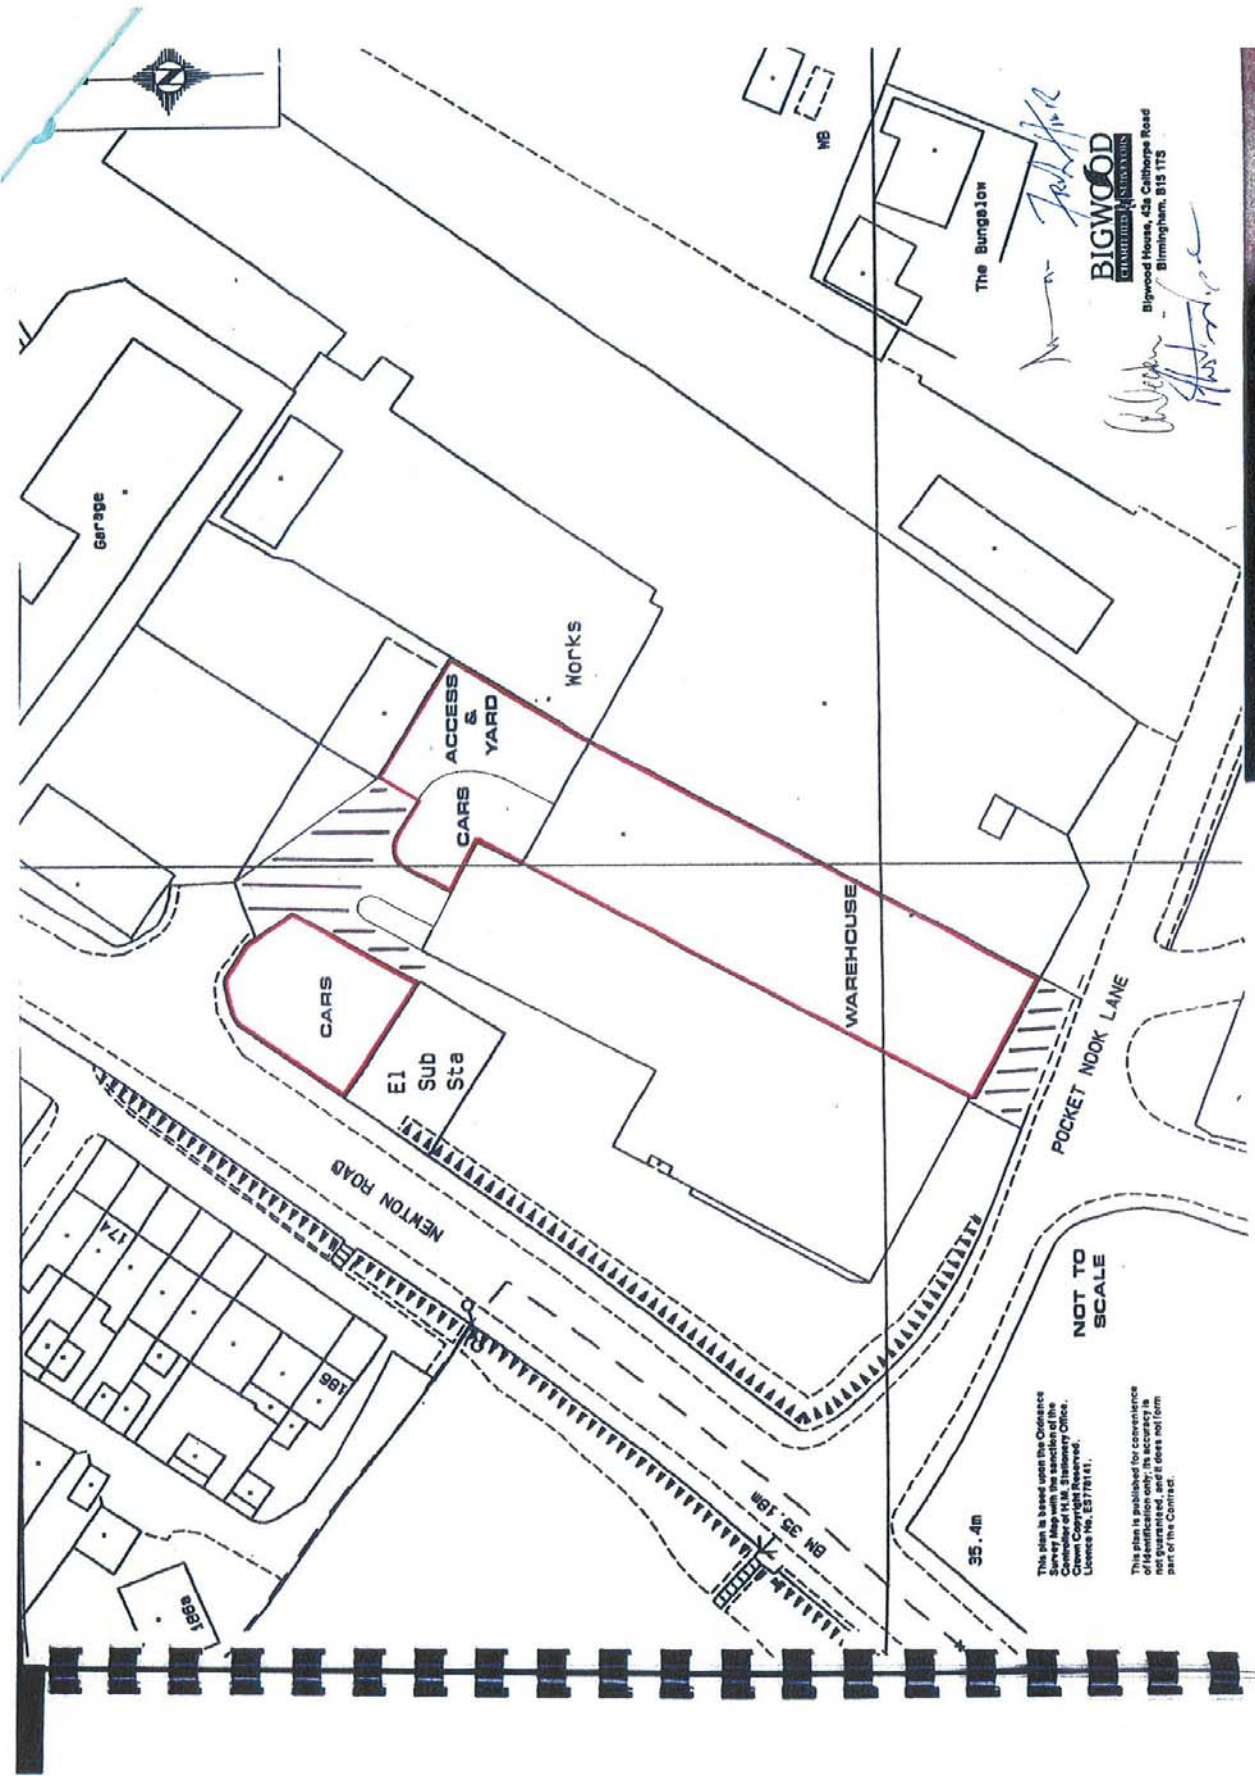 N
Garage
WB
The Bungalow
Works
ACCESS
&
YARD
CARS
CARS
El
Sub
Sta
WAREHOUSE
NEWTON ROAD
POCKET NOOK LANE
174
186
186a
BM 35.18m
35.4m
NOT TO
SCALE
This plan is based upon the Ordnance
Survey Map with the sanction of the
Controller of H.M. Stationery Office.
Crown Copyright Reserved.
Licence No. ES778141.
This plan is published for convenience
of identification only; its accuracy is
not guaranteed, and it does not form
part of the Contract.
BIGWOOD
CHARTERED SURVEYORS
Bigwood House, 43a Calthorpe Road
Birmingham. B15 1TS